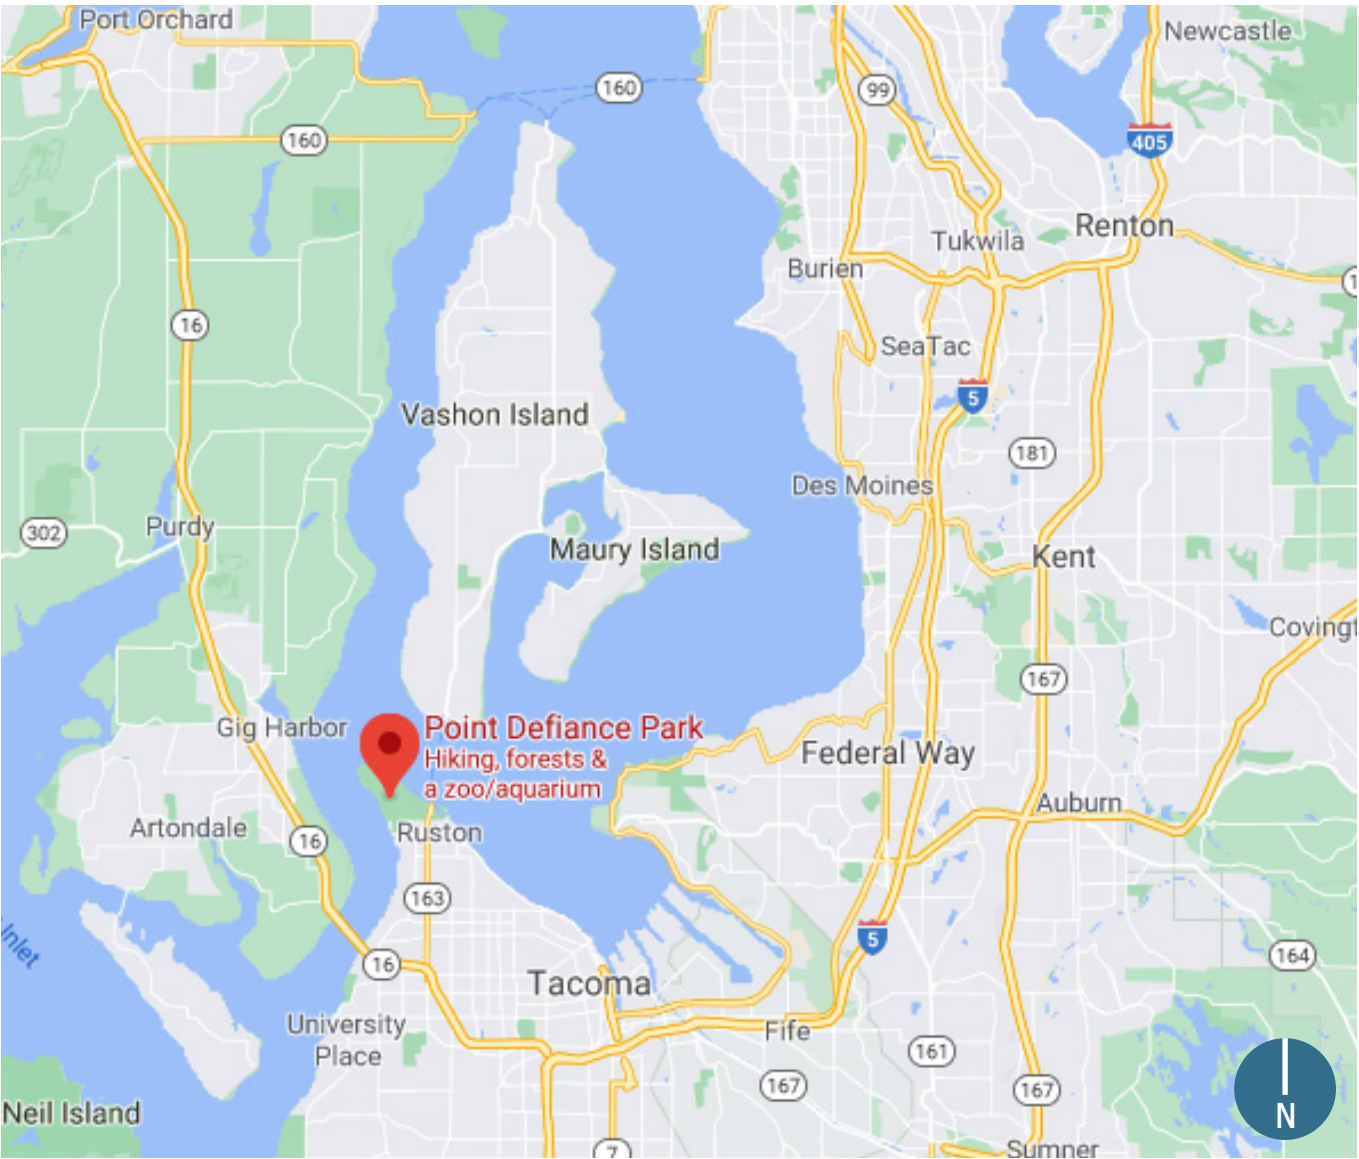 Port Orchard
Newcastle
160
99
405
160
Renton
Tukwila
Burien
16
SeaTac
5
Vashon Island
181
Des Moines
302
Purdy
Maury Island
Kent
Covingt
167
Gig Harbor
Point Defiance Park
Hiking, forests &
a zoo/aquarium
Federal Way
Auburn
Artondale
Ruston
16
163
5
Inlet
164
16
Tacoma
University
Place
Fife
161
167
167
Neil Island
N
7
Sumner